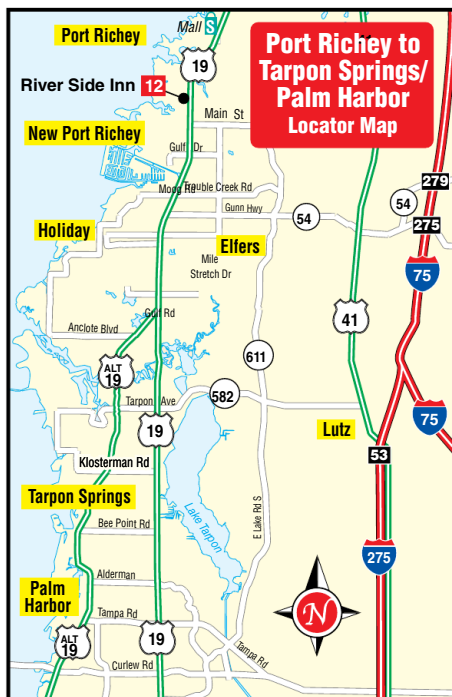 Port Richey
Mall
S
19
Port Richey to
Tarpon Springs/
Palm Harbor
Locator Map
River Side Inn 12
Main St
New Port Richey
Gulf Dr
Moog Rd
Trouble Creek Rd
279
54
Gunn Hwy
54
275
Holiday
Elfers
Mile
Stretch Dr
75
Gulf Rd
41
Anclote Blvd
611
ALT
19
582
Tarpon Ave
75
19
Lutz
53
Klosterman Rd
Tarpon Springs
Lake Tarpon
E Lake Rd S
Bee Point Rd
275
Alderman
Palm
Harbor
N
Tampa Rd
ALT
19
19
Tampa Rd
Curlew Rd